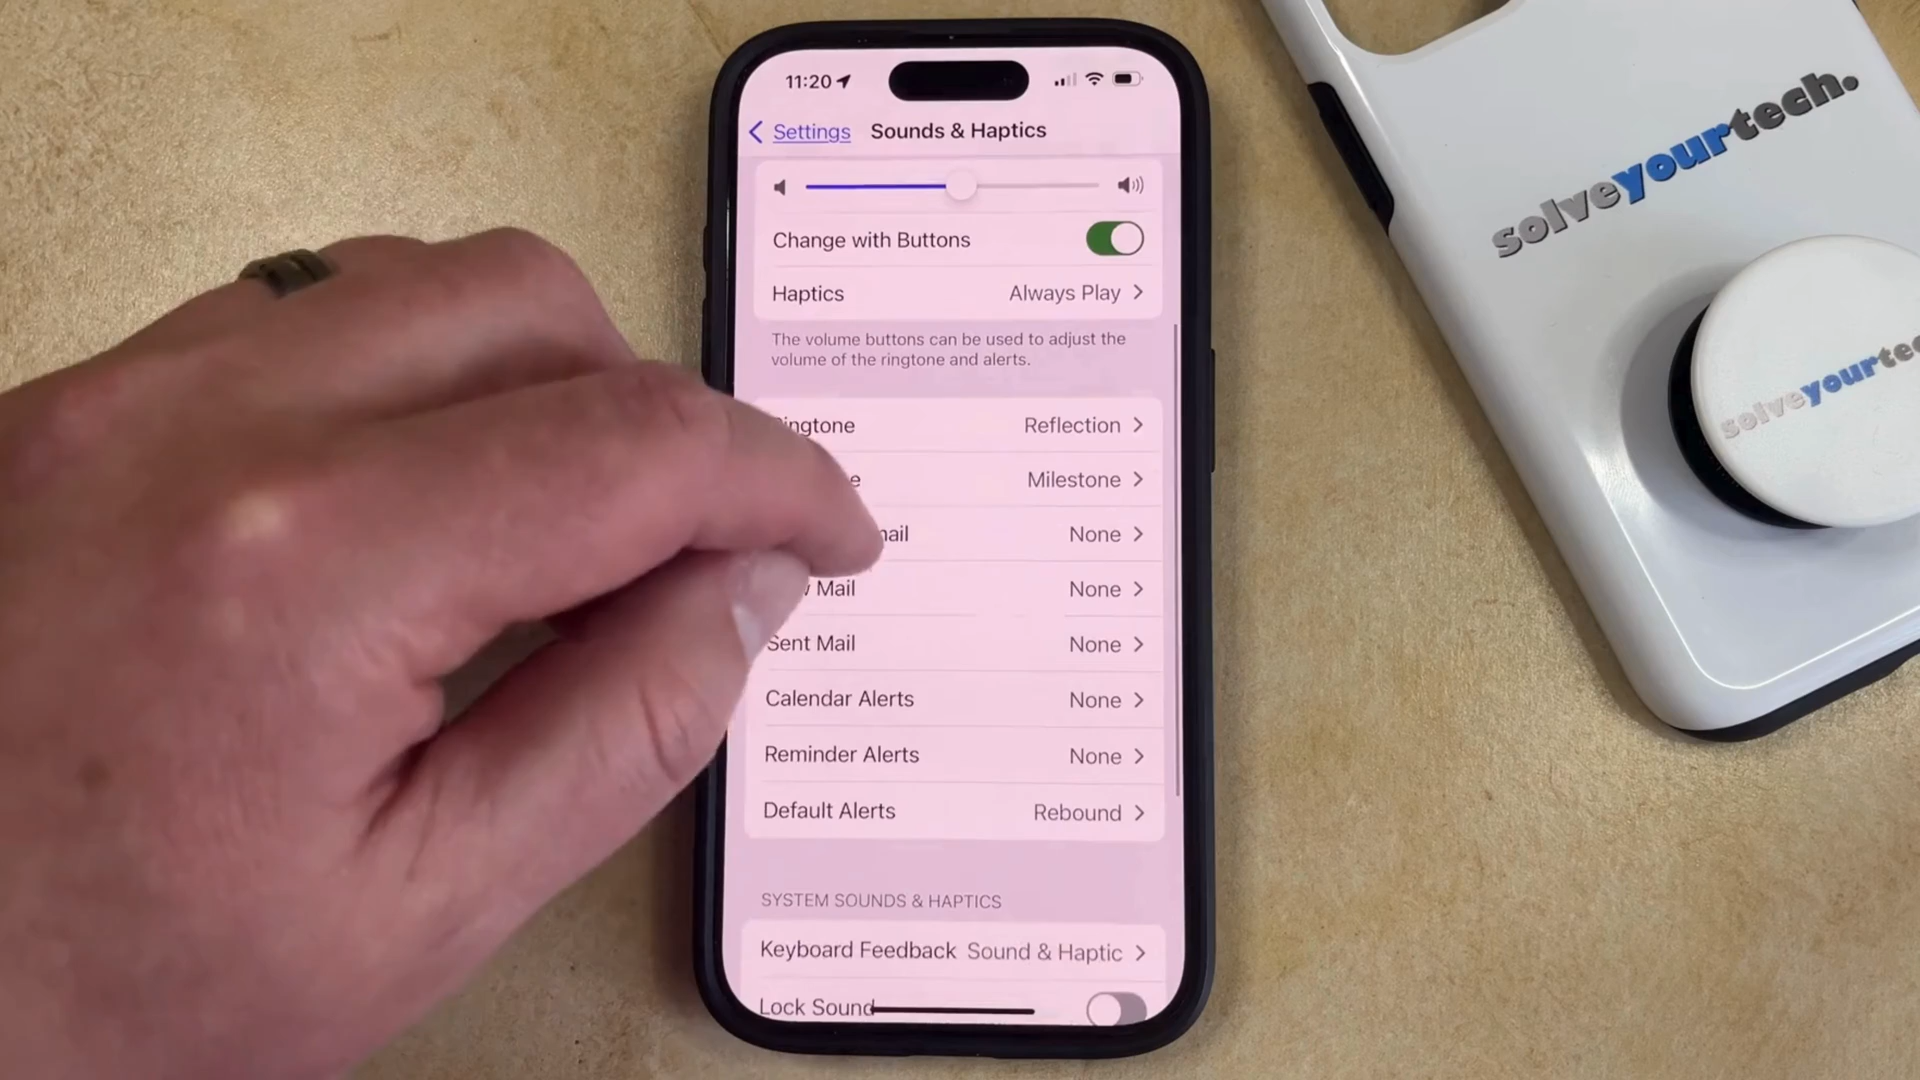 11:20
Settings Sounds & Haptics
Change with Buttons
Haptics Always Play
The volume buttons can be used to adjust the
volume of the ringtone and alerts.
Reflection
Milestone
None
Mail None
Sent Mail None
Calendar Alerts None
Reminder Alerts None
Default Alerts Rebound
SYSTEM SOUNDS & HAPTICS
Keyboard Feedback Sound & Haptic
Lock Sound
solveyourtech.